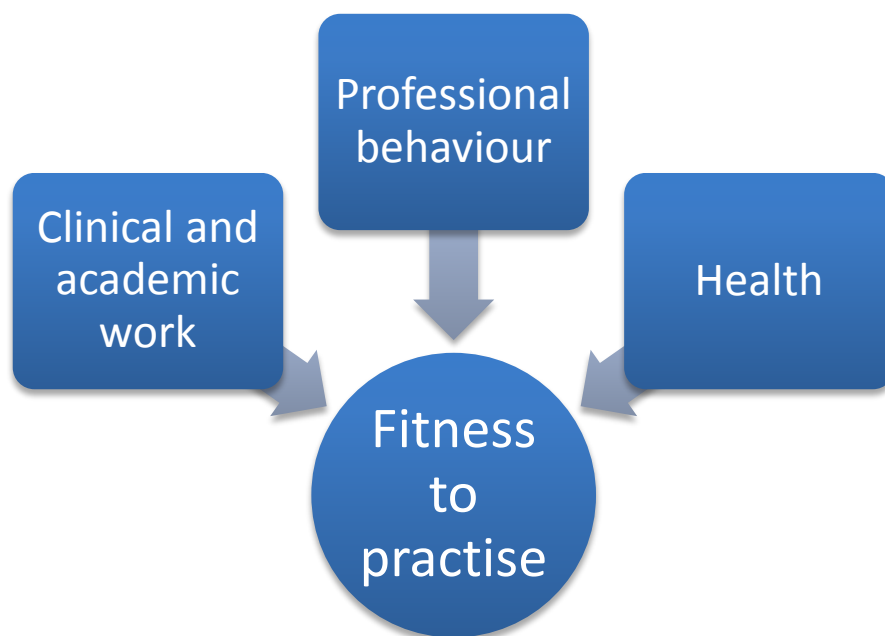 Professional
behaviour
Clinical and
academic
work
Health
Fitness
to
practise